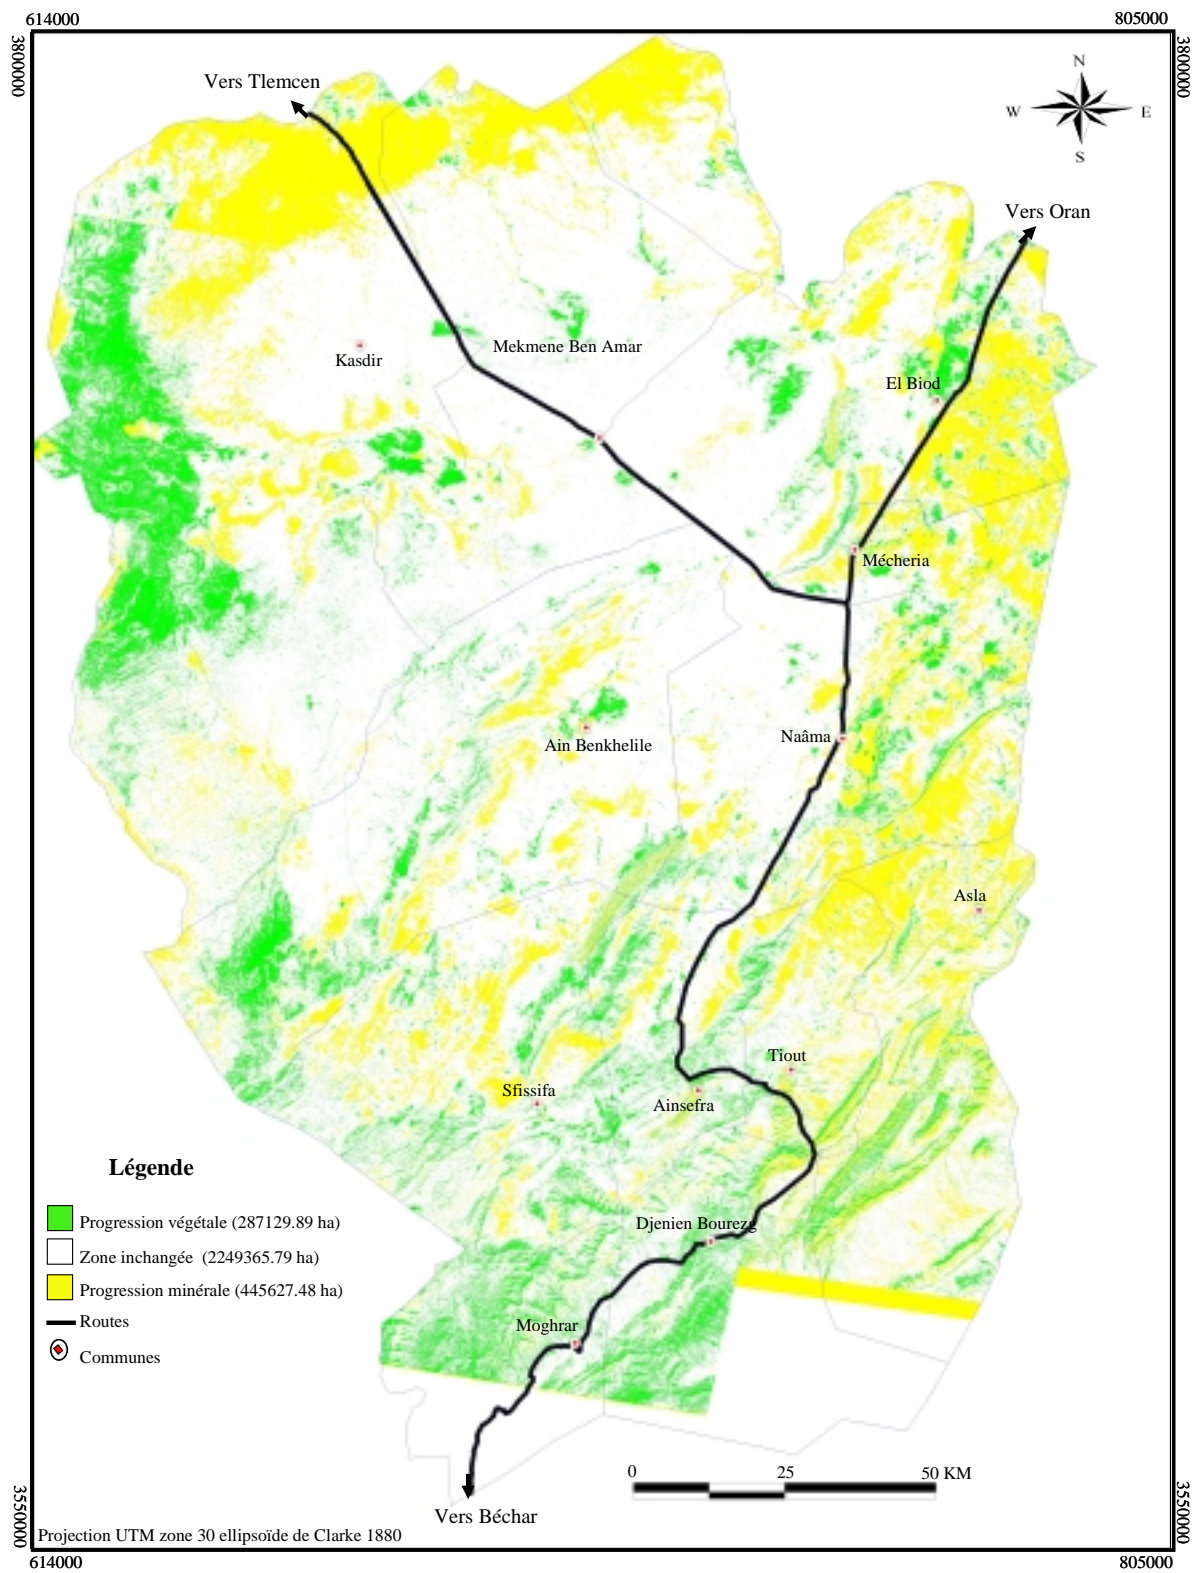 614000
805000
3800000
3800000
Vers Tlemcen
N
W
E
S
Vers Oran
Mekmene Ben Amar
Kasdir
El Biod
Mécheria
Naâma
Ain Benkhelile
Asla
Tiout
Sfissifa
Ainsefra
Légende
Djenien Bourezg
Progression végétale (287129.89 ha)
Zone inchangée (2249365.79 ha)
Progression minérale (445627.48 ha)
Routes
Moghrar
Communes
0
25
50 KM
Vers Béchar
3550000
3550000
Projection UTM zone 30 ellipsoïde de Clarke 1880
614000
805000